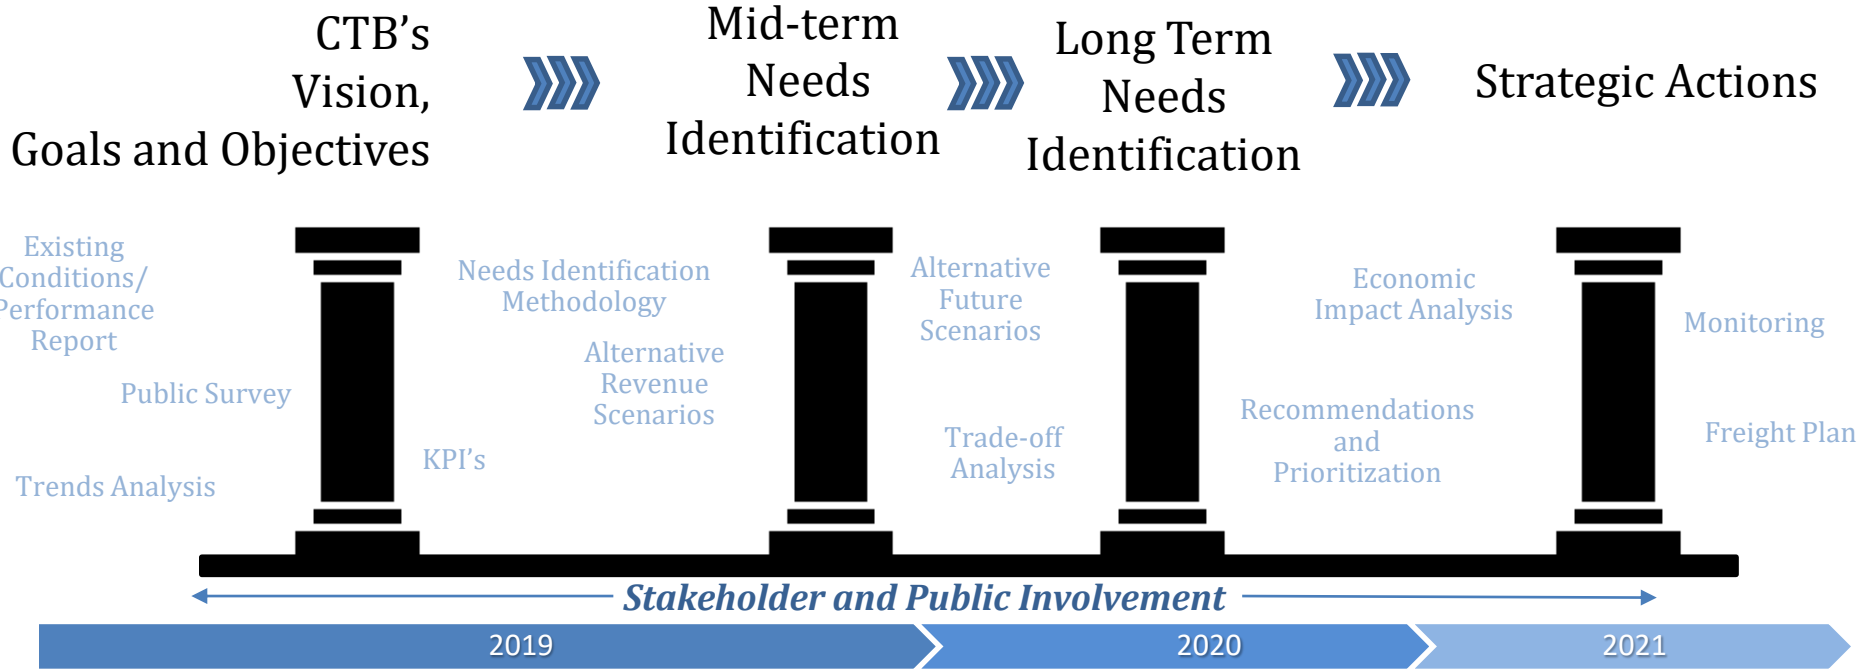 CTB’s
Vision,
Goals and Objectives
Mid-term
Needs
Identification
Long Term
Needs
Identification
Strategic Actions
Existing
Conditions/
Performance
Report
Public Survey
Trends Analysis
Needs Identification
Methodology
Alternative
Revenue
Scenarios
KPI’s
Alternative
Future
Scenarios
Trade-off
Analysis
Economic
Impact Analysis
Recommendations
and
Prioritization
Monitoring
Freight Plan
Stakeholder and Public Involvement
2019
2020
2021